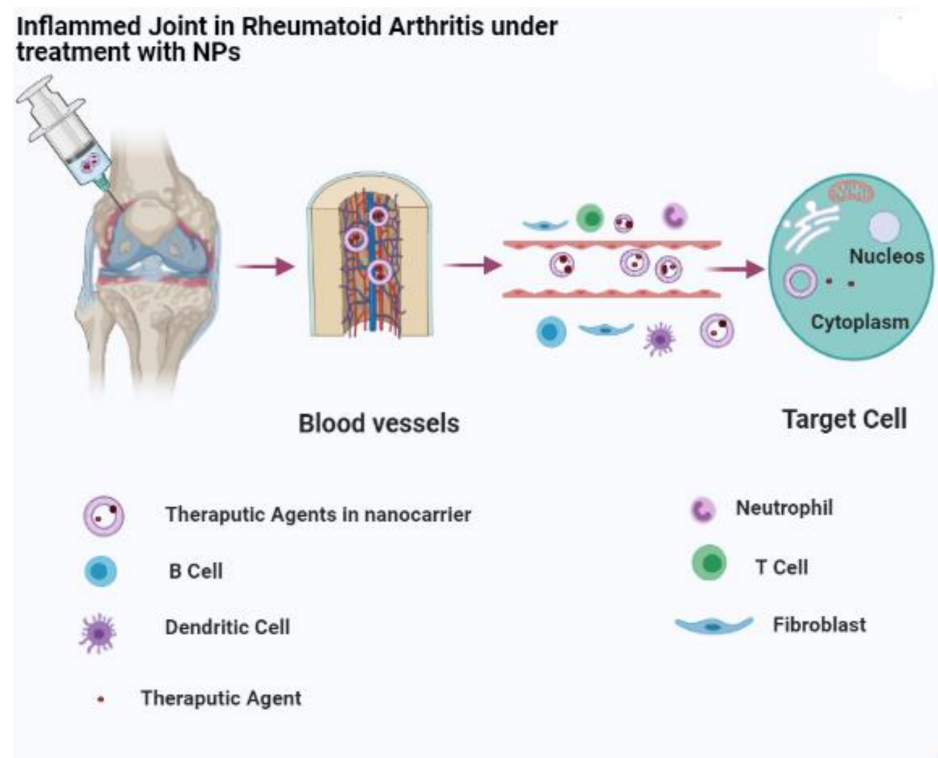 Inflammed Joint in Rheumatoid Arthritis under
treatment with NPs
Nucleos
Cytoplasm
Blood vessels
Target Cell
Theraputic Agents in nanocarrier
Neutrophil
B Cell
T Cell
Dendritic Cell
Fibroblast
Theraputic Agent